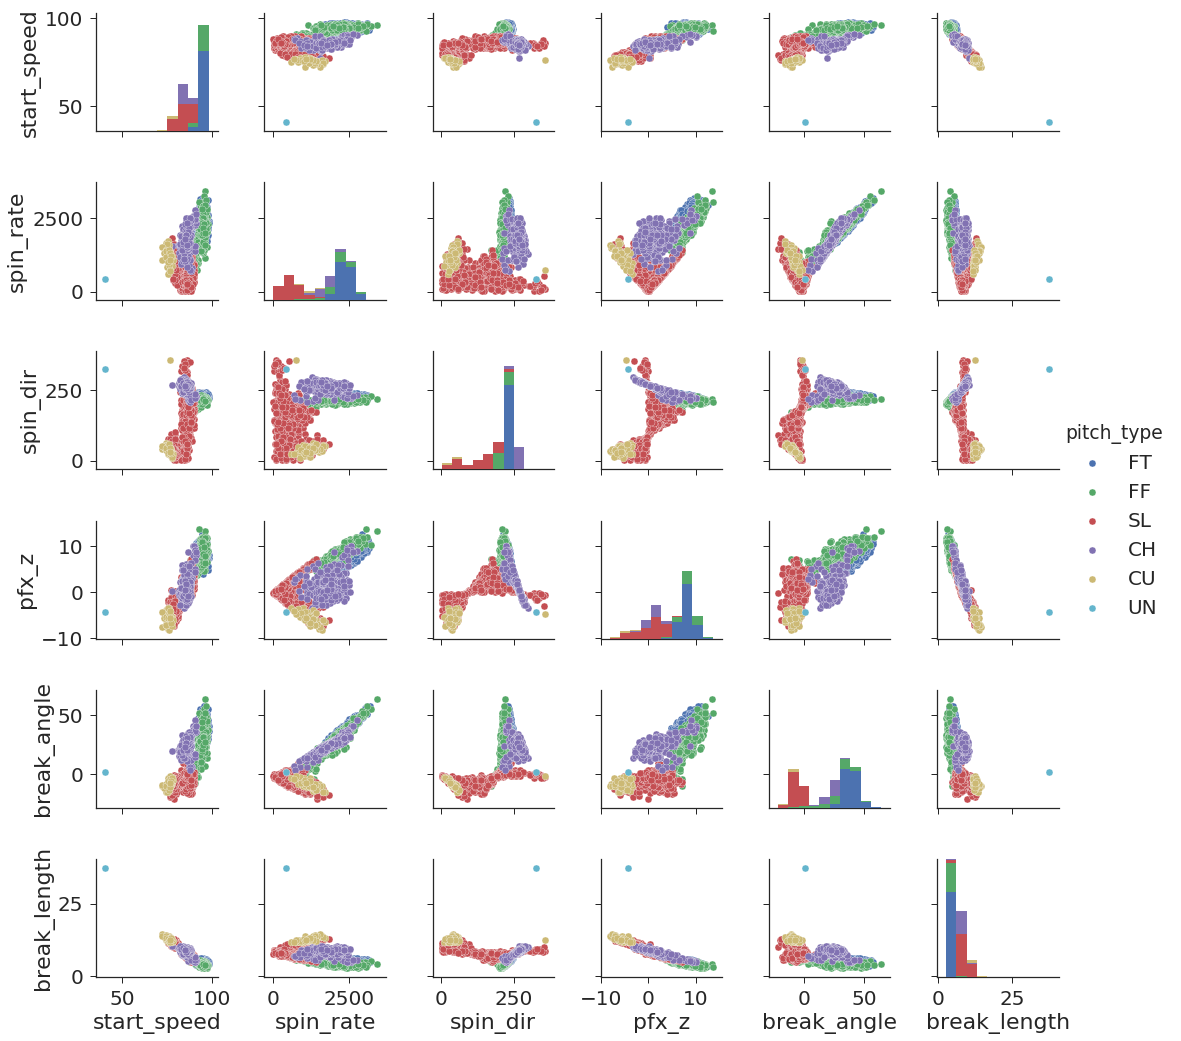 100
50
start_speed
2500
0
spin_rate
250
0
spin_dir
pitch_type
FT
FF
SL
CH
CU
UN
10
0
−10
pfx_z
50
0
break_angle
25
0
break_length
50 100 0 2500 0 250 −10 0 10 0 50 0 25
start_speed spin_rate spin_dir pfx_z break_angle break_length